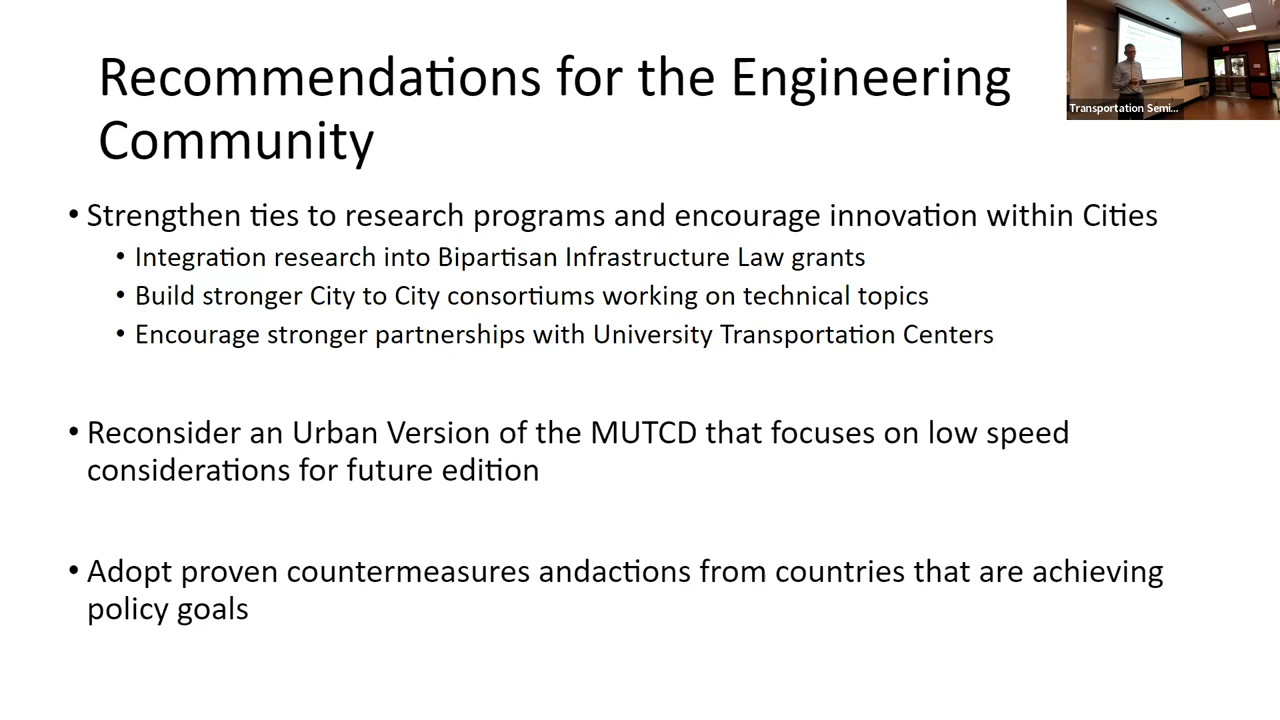 Recommendations for the Engineering
Community
• Strengthen ties to research programs and encourage innovation within Cities
• Integration research into Bipartisan Infrastructure Law grants
• Build stronger City to City consortiums working on technical topics
• Encourage stronger partnerships with University Transportation Centers
• Reconsider an Urban Version of the MUTCD that focuses on low speed
considerations for future edition
• Adopt proven countermeasures andactions from countries that are achieving
policy goals
Transportation Semi...